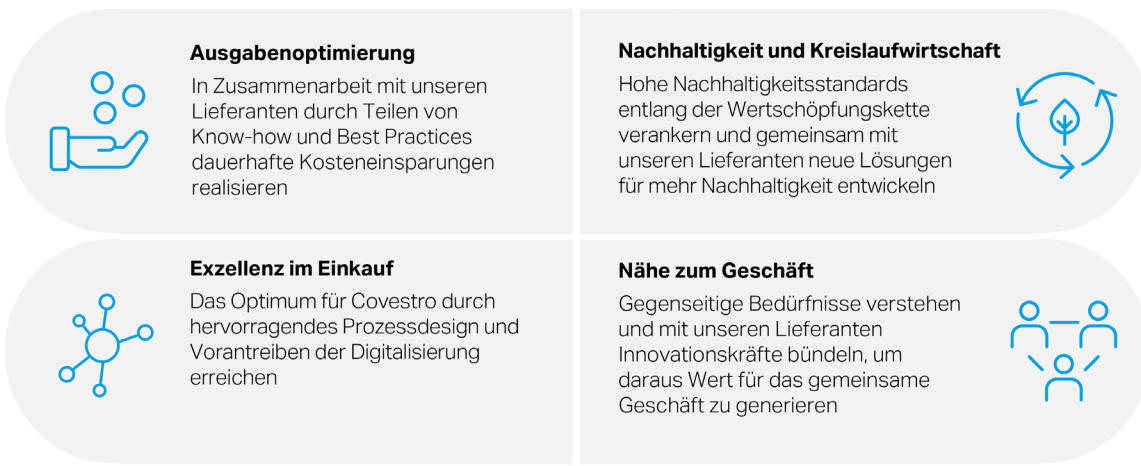 Ausgabenoptimierung
In Zusammenarbeit mit unseren
Lieferanten durch Teilen von
Know-how und Best Practices
dauerhafte Kosteneinsparungen
realisieren
Nachhaltigkeit und Kreislaufwirtschaft
Hohe Nachhaltigkeitsstandards
entlang der Wertschöpfungskette
verankern und gemeinsam mit
unseren Lieferanten neue Lösungen
für mehr Nachhaltigkeit entwickeln
Exzellenz im Einkauf
Das Optimum für Covestro durch
hervorragendes Prozessdesign und
Vorantreiben der Digitalisierung
erreichen
Nähe zum Geschäft
Gegenseitige Bedürfnisse verstehen
und mit unseren Lieferanten
Innovationskräfte bündeln, um
daraus Wert für das gemeinsame
Geschäft zu generieren